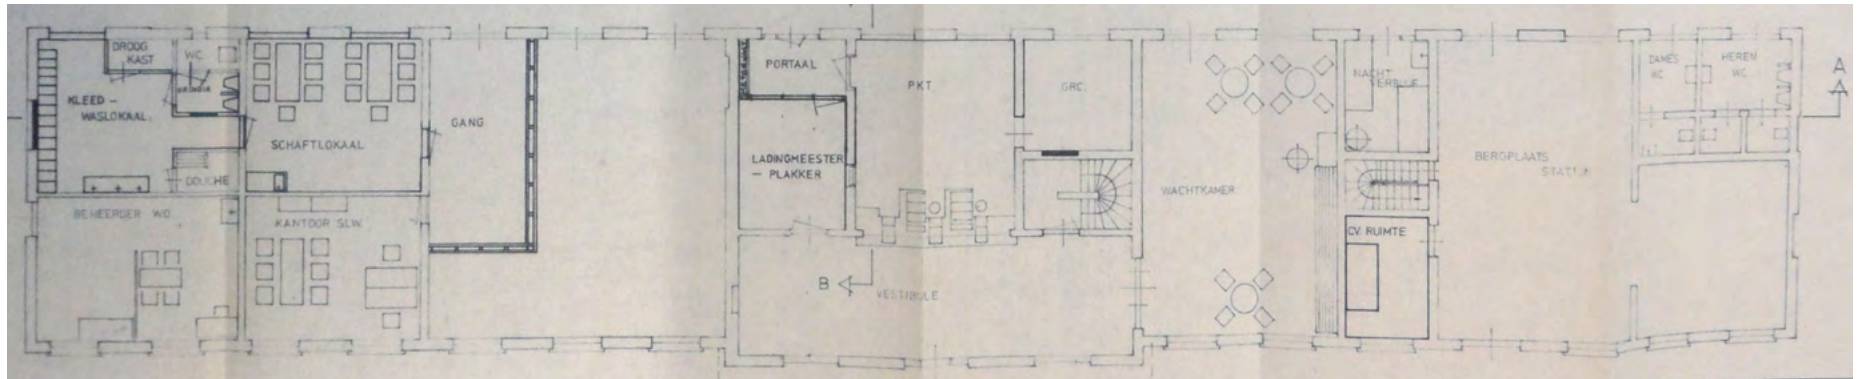 DROOG
KAST
WC.
KLEED -
WASLOKAAL.
DOUCHE
SCHAFTLOKAAL
GANG
BEHEERDER WO.
KANTOOR SLW.
PORTAAL
LADINGMEESTER
- PLAKKER
PKT.
GRC.
B
VESTIBULE
WACHTKAMER
NACHT
VERBLIJF
CV. RUIMTE
BERGPLAATS
STATION
DAMES
WC
HEREN
WC.
A
A